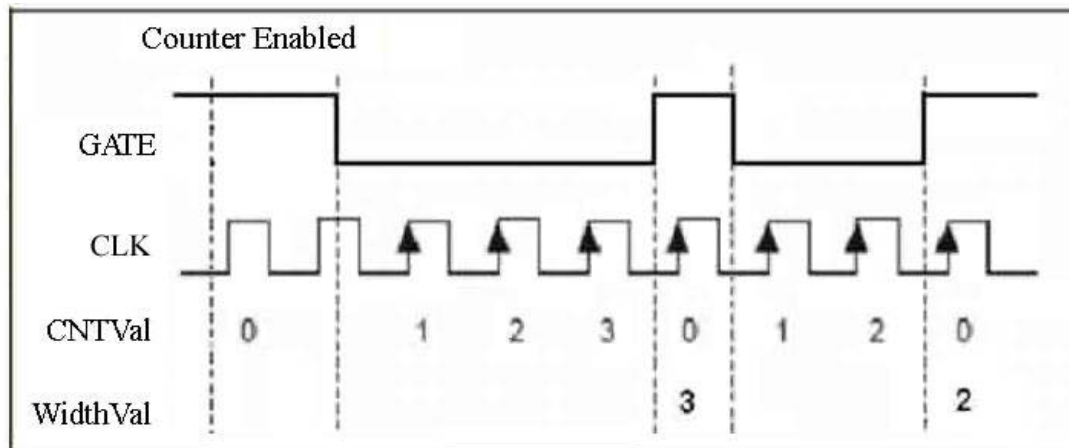 Counter Enabled
GATE
CLK
CNTVal 0 1 2 3 0 1 2 0
WidthVal 3 2